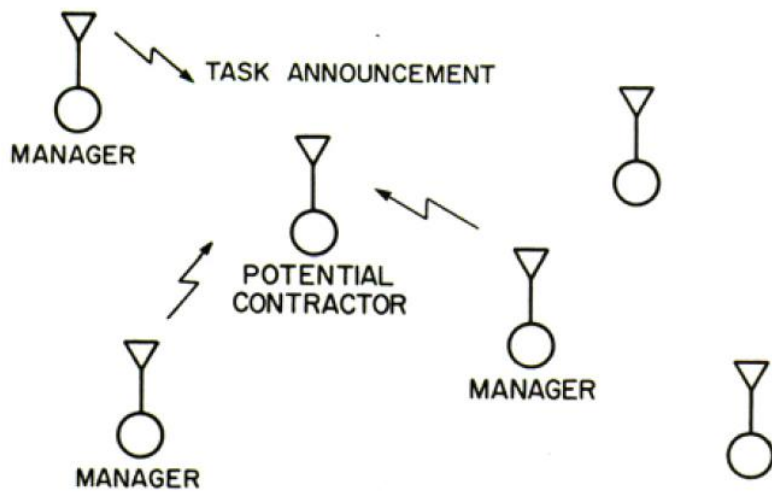 TASK ANNOUNCEMENT
MANAGER
POTENTIAL
CONTRACTOR
MANAGER
MANAGER